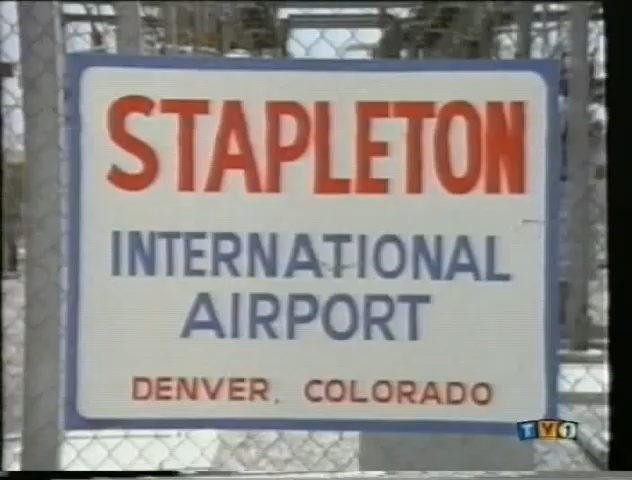 STAPLETON
INTERNATIONAL
AIRPORT
DENVER, COLORADO
TV1